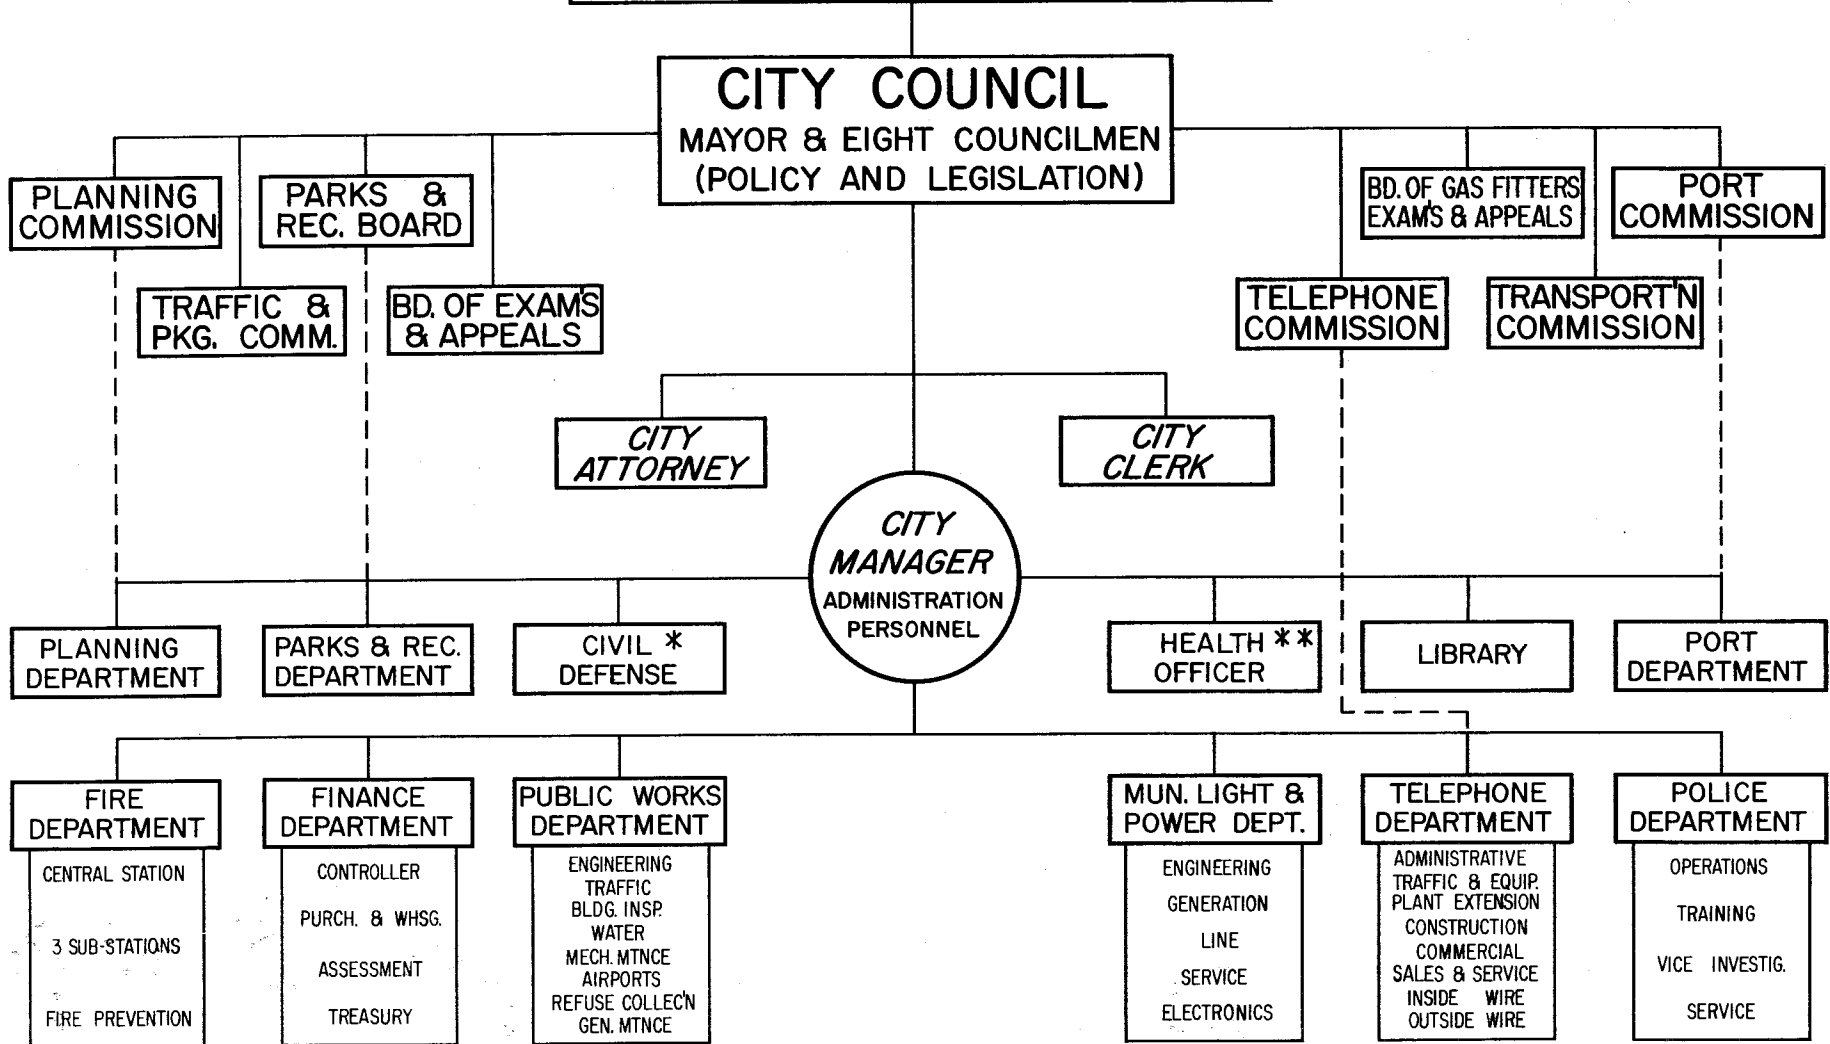 CITY COUNCIL
MAYOR & EIGHT COUNCILMEN
(POLICY AND LEGISLATION)
PLANNING
COMMISSION
PARKS &
REC. BOARD
BD. OF GAS FITTERS
EXAM'S & APPEALS
PORT
COMMISSION
TRAFFIC &
PKG. COMM.
BD. OF EXAM'S
& APPEALS
TELEPHONE
COMMISSION
TRANSPORT'N
COMMISSION
CITY
ATTORNEY
CITY
CLERK
CITY
MANAGER
ADMINISTRATION
PERSONNEL
PLANNING
DEPARTMENT
PARKS & REC.
DEPARTMENT
CIVIL *
DEFENSE
HEALTH **
OFFICER
LIBRARY
PORT
DEPARTMENT
FIRE
DEPARTMENT
CENTRAL STATION
3 SUB-STATIONS
FIRE PREVENTION
FINANCE
DEPARTMENT
CONTROLLER
PURCH. & WHSG.
ASSESSMENT
TREASURY
PUBLIC WORKS
DEPARTMENT
ENGINEERING
TRAFFIC
BLDG. INSP.
WATER
MECH. MTNCE
AIRPORTS
REFUSE COLLEC'N
GEN. MTNCE
MUN. LIGHT &
POWER DEPT.
ENGINEERING
GENERATION
LINE
SERVICE
ELECTRONICS
TELEPHONE
DEPARTMENT
ADMINISTRATIVE
TRAFFIC & EQUIP.
PLANT EXTENSION
CONSTRUCTION
COMMERCIAL
SALES & SERVICE
INSIDE WIRE
OUTSIDE WIRE
POLICE
DEPARTMENT
OPERATIONS
TRAINING
VICE INVESTIG.
SERVICE